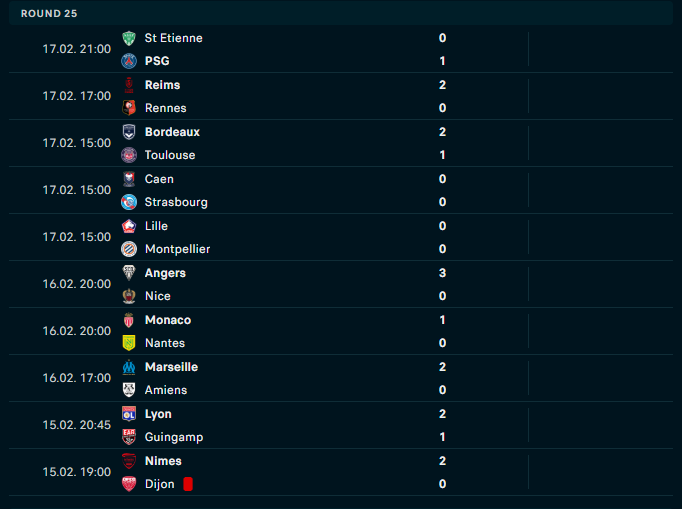 ROUND 25
17.02. 21:00
St Etienne 0
PSG 1
17.02. 17:00
Reims 2
Rennes 0
17.02. 15:00
Bordeaux 2
Toulouse 1
17.02. 15:00
Caen 0
Strasbourg 0
17.02. 15:00
Lille 0
Montpellier 0
16.02. 20:00
Angers 3
Nice 0
16.02. 20:00
Monaco 1
Nantes 0
16.02. 17:00
Marseille 2
Amiens 0
15.02. 20:45
Lyon 2
Guingamp 1
15.02. 19:00
Nimes 2
Dijon 0